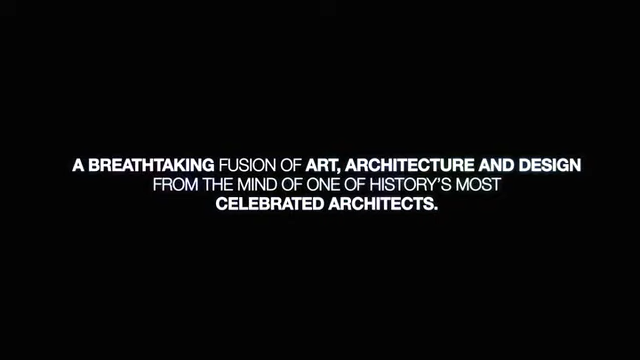 A BREATHTAKING FUSION OF ART, ARCHITECTURE AND DESIGN
FROM THE MIND OF ONE OF HISTORY'S MOST
CELEBRATED ARCHITECTS.